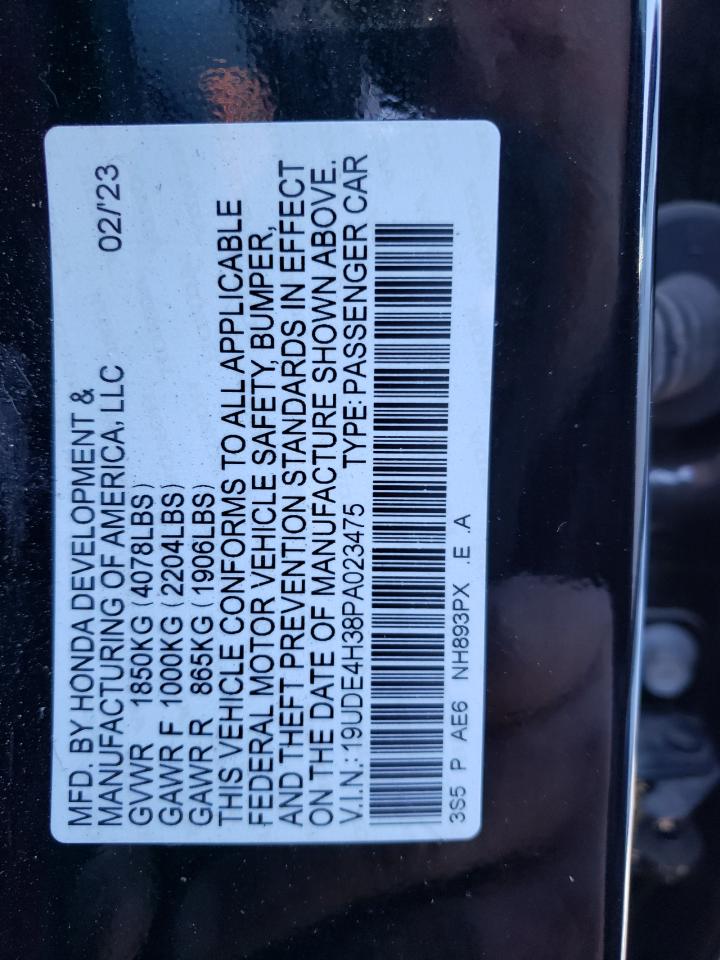 MFD. BY HONDA DEVELOPMENT & 02/'23
MANUFACTURING OF AMERICA, LLC
GVWR 1850KG (4078LBS)
GAWR F 1000KG (2204LBS)
GAWR R 865KG (1906LBS)
THIS VEHICLE CONFORMS TO ALL APPLICABLE
FEDERAL MOTOR VEHICLE SAFETY, BUMPER,
AND THEFT PREVENTION STANDARDS IN EFFECT
ON THE DATE OF MANUFACTURE SHOWN ABOVE.
V.I.N.: 19UDE4H38PA023475 TYPE: PASSENGER CAR
3S5 P AE6 NH893PX .E .A